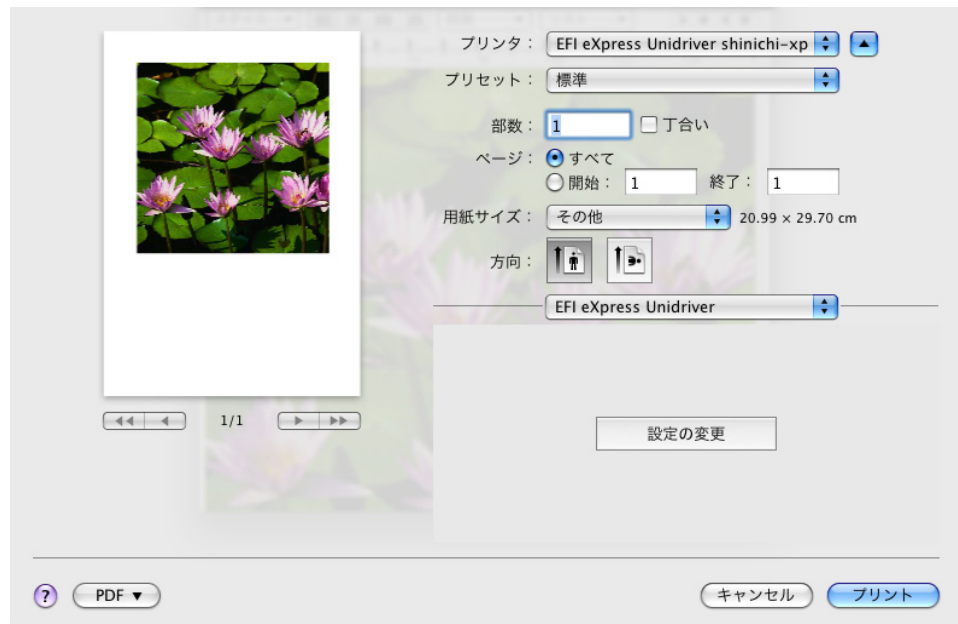 プリンタ： EFI eXpress Unidriver shinichi-xp
プリセット： 標準
部数： 1 丁合い
ページ： すべて
開始： 1 終了： 1
用紙サイズ： その他 20.99 × 29.70 cm
方向：
EFI eXpress Unidriver
1/1
設定の変更
? PDF ▼ キャンセル プリント